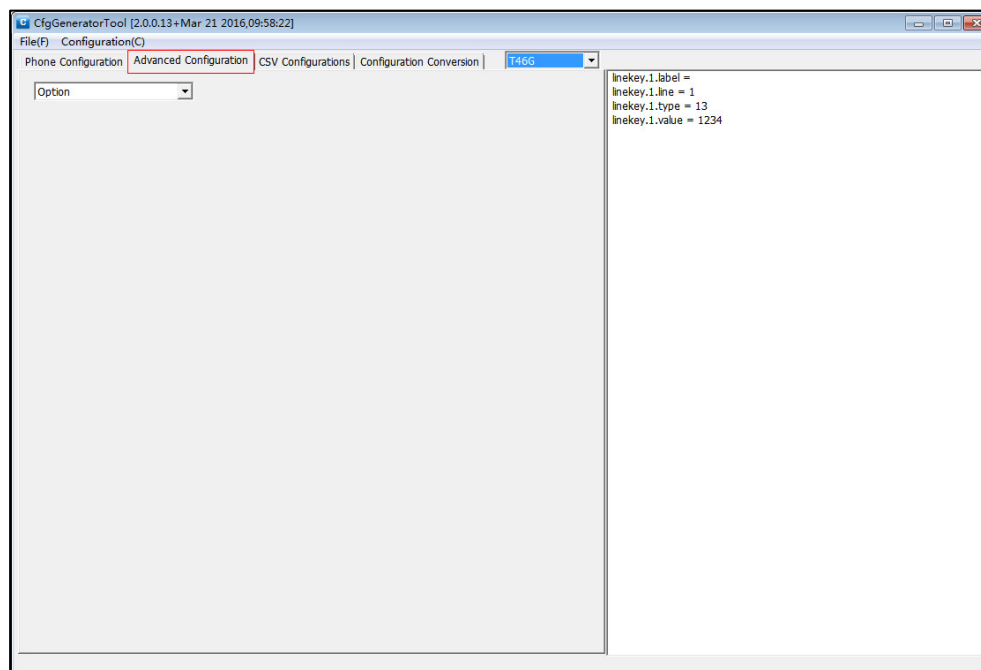 CfgGeneratorTool [2.0.0.13+Mar 21 2016,09:58:22]
File(F) Configuration(C)
Phone Configuration Advanced Configuration CSV Configurations Configuration Conversion T46G
Option
linekey.1.label =
linekey.1.line = 1
linekey.1.type = 13
linekey.1.value = 1234